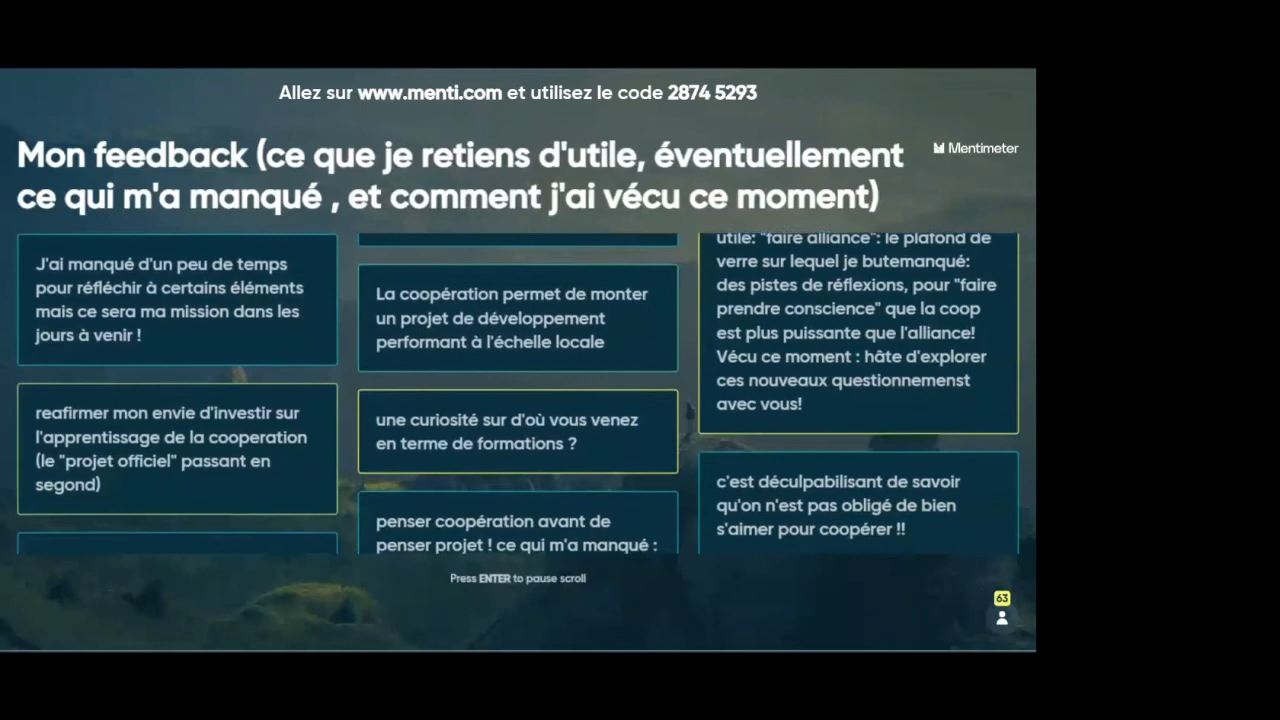 Allez sur www.menti.com et utilisez le code 2874 5293
Mon feedback (ce que je retiens d'utile, éventuellement
ce qui m'a manqué , et comment j'ai vécu ce moment)
Mentimeter
J'ai manqué d'un peu de temps
pour réfléchir à certains éléments
mais ce sera ma mission dans les
jours à venir !
reafirmer mon envie d'investir sur
l'apprentissage de la cooperation
(le "projet officiel" passant en
segond)
La coopération permet de monter
un projet de développement
performant à l'échelle locale
une curiosité sur d'où vous venez
en terme de formations ?
penser coopération avant de
penser projet ! ce qui m'a manqué :
utile: "faire alliance": le plafond de
verre sur lequel je butemanqué:
des pistes de réflexions, pour "faire
prendre conscience" que la coop
est plus puissante que l'alliance!
Vécu ce moment : hâte d'explorer
ces nouveaux questionnemenst
avec vous!
c'est déculpabilisant de savoir
qu'on n'est pas obligé de bien
s'aimer pour coopérer !!
Press ENTER to pause scroll
63